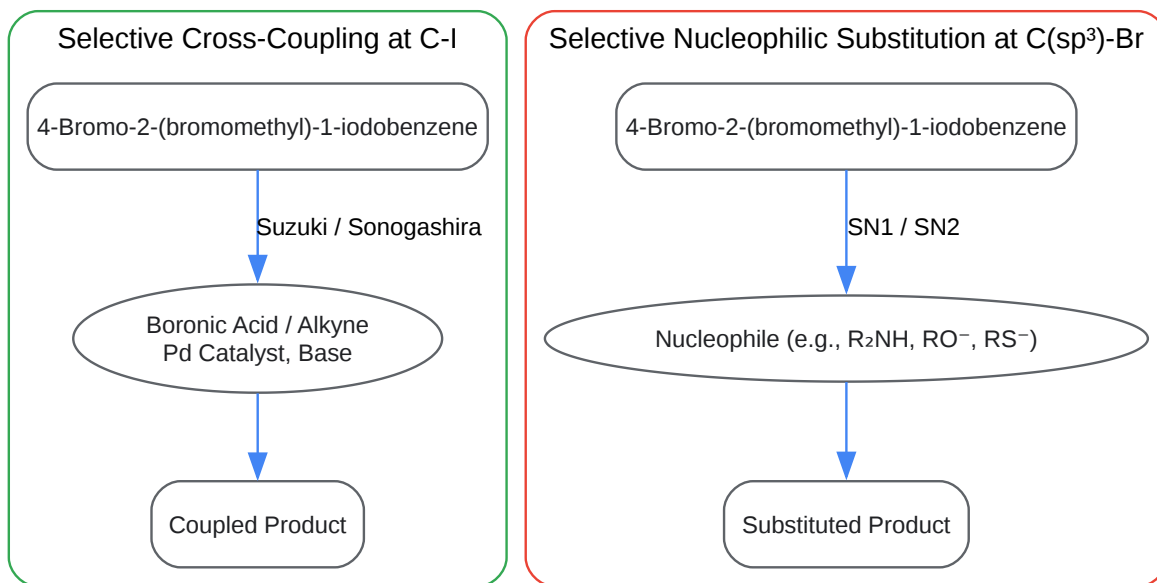 Selective Cross-Coupling at C-I
4-Bromo-2-(bromomethyl)-1-iodobenzene
Suzuki / Sonogashira
Boronic Acid / Alkyne
Pd Catalyst, Base
Coupled Product
Selective Nucleophilic Substitution at C(sp³)-Br
4-Bromo-2-(bromomethyl)-1-iodobenzene
SN1 / SN2
Nucleophile (e.g., R₂NH, RO⁻, RS⁻)
Substituted Product